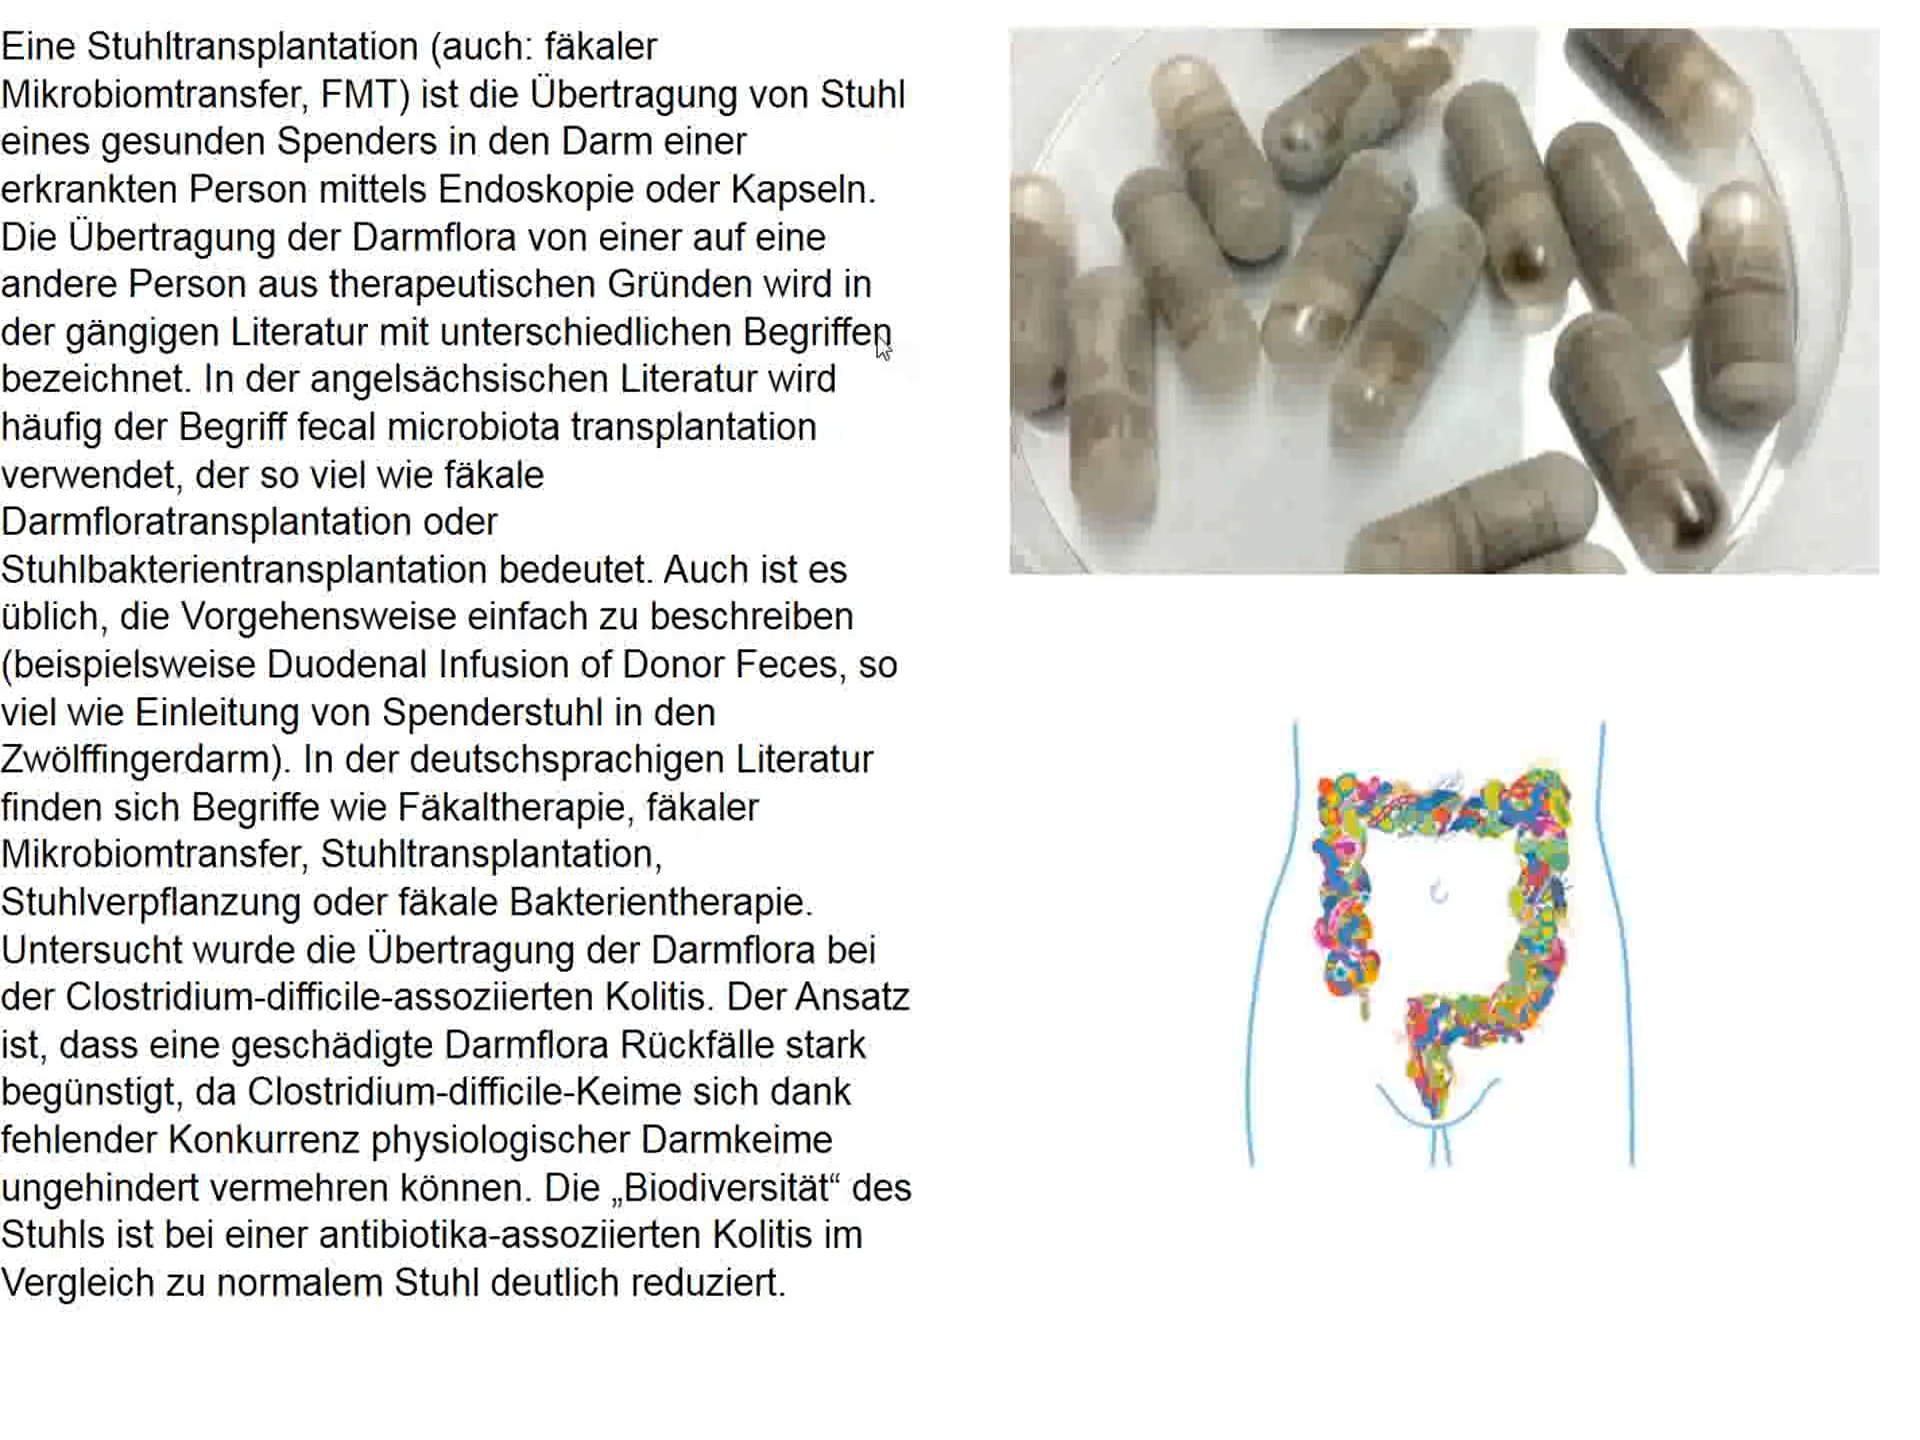 Eine Stuhltransplantation (auch: fäkaler
Mikrobiomtransfer, FMT) ist die Übertragung von Stuhl
eines gesunden Spenders in den Darm einer
erkrankten Person mittels Endoskopie oder Kapseln.
Die Übertragung der Darmflora von einer auf eine
andere Person aus therapeutischen Gründen wird in
der gängigen Literatur mit unterschiedlichen Begriffen
bezeichnet. In der angelsächsischen Literatur wird
häufig der Begriff fecal microbiota transplantation
verwendet, der so viel wie fäkale
Darmfloratransplantation oder
Stuhlbakterientransplantation bedeutet. Auch ist es
üblich, die Vorgehensweise einfach zu beschreiben
(beispielsweise Duodenal Infusion of Donor Feces, so
viel wie Einleitung von Spenderstuhl in den
Zwölffingerdarm). In der deutschsprachigen Literatur
finden sich Begriffe wie Fäkaltherapie, fäkaler
Mikrobiomtransfer, Stuhltransplantation,
Stuhlverpflanzung oder fäkale Bakterientherapie.
Untersucht wurde die Übertragung der Darmflora bei
der Clostridium-difficile-assoziierten Kolitis. Der Ansatz
ist, dass eine geschädigte Darmflora Rückfälle stark
begünstigt, da Clostridium-difficile-Keime sich dank
fehlender Konkurrenz physiologischer Darmkeime
ungehindert vermehren können. Die „Biodiversität“ des
Stuhls ist bei einer antibiotika-assoziierten Kolitis im
Vergleich zu normalem Stuhl deutlich reduziert.